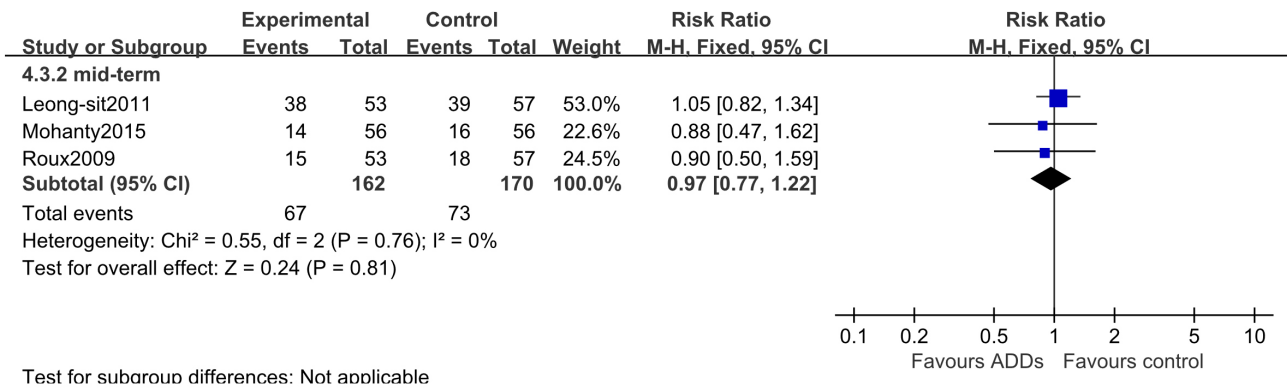 Experimental Control Risk Ratio Risk Ratio
Study or Subgroup Events Total Events Total Weight M-H, Fixed, 95% CI M-H, Fixed, 95% CI
4.3.2 mid-term
Leong-sit2011 38 53 39 57 53.0% 1.05 [0.82, 1.34]
Mohanty2015 14 56 16 56 22.6% 0.88 [0.47, 1.62]
Roux2009 15 53 18 57 24.5% 0.90 [0.50, 1.59]
Subtotal (95% CI) 162 170 100.0% 0.97 [0.77, 1.22]
Total events 67 73
Heterogeneity: Chi² = 0.55, df = 2 (P = 0.76); I² = 0%
Test for overall effect: Z = 0.24 (P = 0.81)
0.1 0.2 0.5 1 2 5 10
Favours ADDs Favours control
Test for subgroup differences: Not applicable